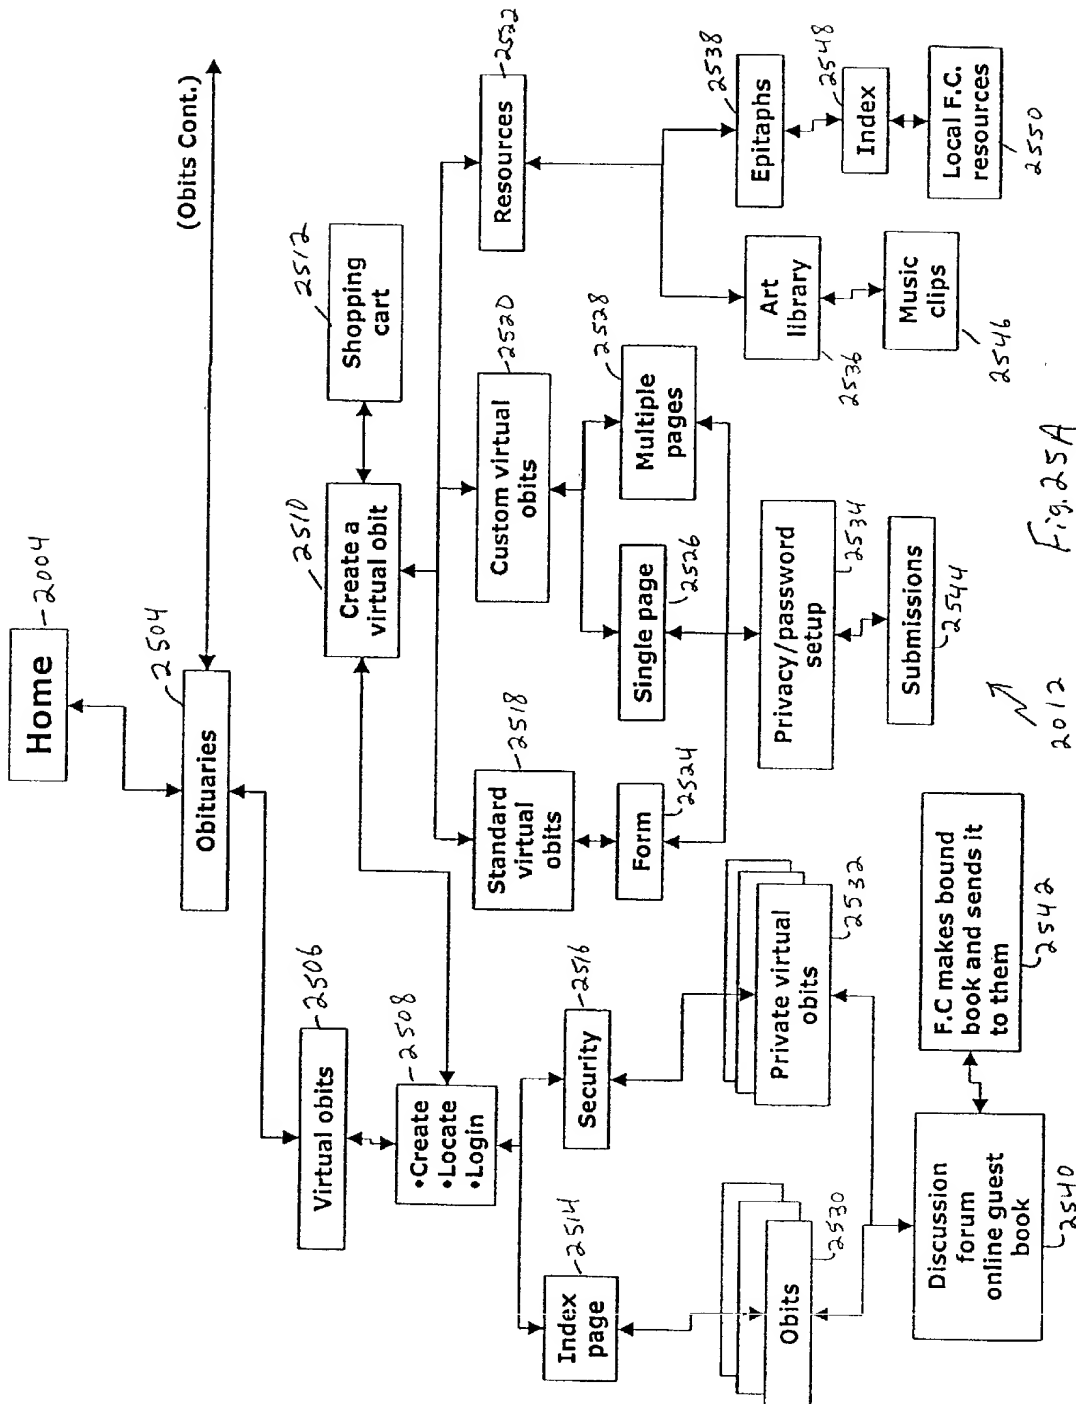 Home
2004
Obituaries
2504
(Obits Cont.)
Virtual obits
2506
•Create
•Locate
•Login
2508
Create a
virtual obit
2510
Shopping
cart
2512
Index
page
2514
Security
2516
Standard
virtual
obits
2518
Custom virtual
obits
2520
Resources
2522
Form
2524
Single page
2526
Multiple
pages
2528
Obits
2530
Private virtual
obits
2532
Privacy/password
setup
2534
Art
library
2536
Epitaphs
2538
Discussion
forum
online guest
book
2540
F.C makes bound
book and sends it
to them
2542
Submissions
2544
Music
clips
2546
Index
2548
Local F.C.
resources
2550
2012
Fig. 25A